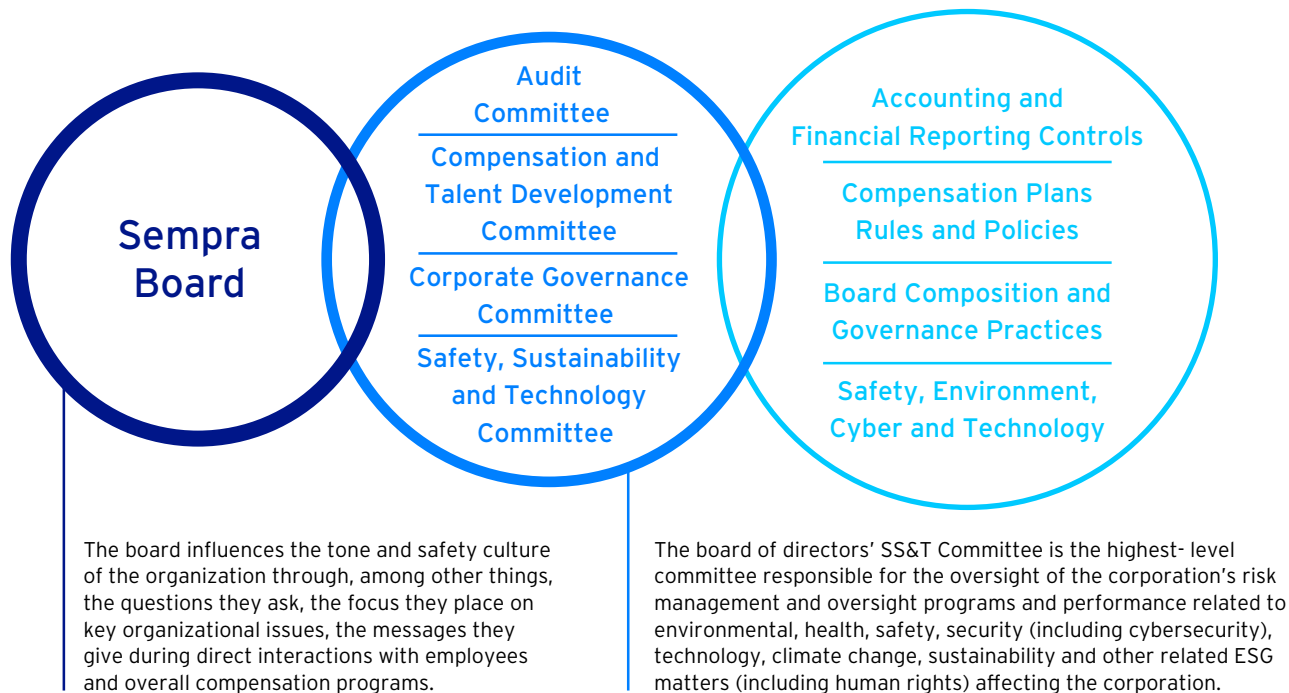 Sempra
Board
Audit
Committee
Compensation and
Talent Development
Committee
Corporate Governance
Committee
Safety, Sustainability
and Technology
Committee
Accounting and
Financial Reporting Controls
Compensation Plans
Rules and Policies
Board Composition and
Governance Practices
Safety, Environment,
Cyber and Technology
The board influences the tone and safety culture
of the organization through, among other things,
the questions they ask, the focus they place on
key organizational issues, the messages they
give during direct interactions with employees
and overall compensation programs.
The board of directors’ SS&T Committee is the highest- level
committee responsible for the oversight of the corporation’s risk
management and oversight programs and performance related to
environmental, health, safety, security (including cybersecurity),
technology, climate change, sustainability and other related ESG
matters (including human rights) affecting the corporation.